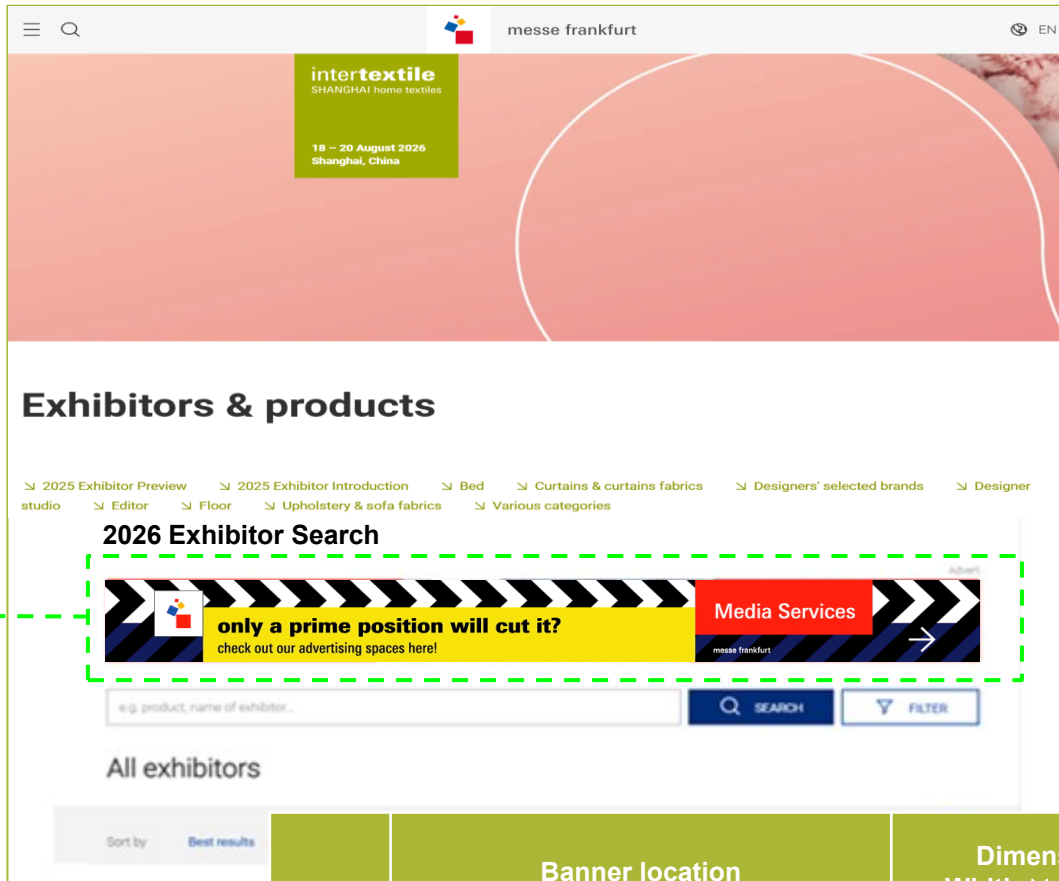 messe frankfurt
EN
intertextile
SHANGHAI home textiles
18 – 20 August 2026
Shanghai, China
Exhibitors & products
2025 Exhibitor Preview 2025 Exhibitor Introduction Bed Curtains & curtains fabrics Designers' selected brands Designer
studio Editor Floor Upholstery & sofa fabrics Various categories
2026 Exhibitor Search
Advert
only a prime position will cut it?
check out our advertising spaces here!
Media Services
messe frankfurt
e.g. product, name of exhibitor...
SEARCH
FILTER
All exhibitors
Sort by Best results
Banner location